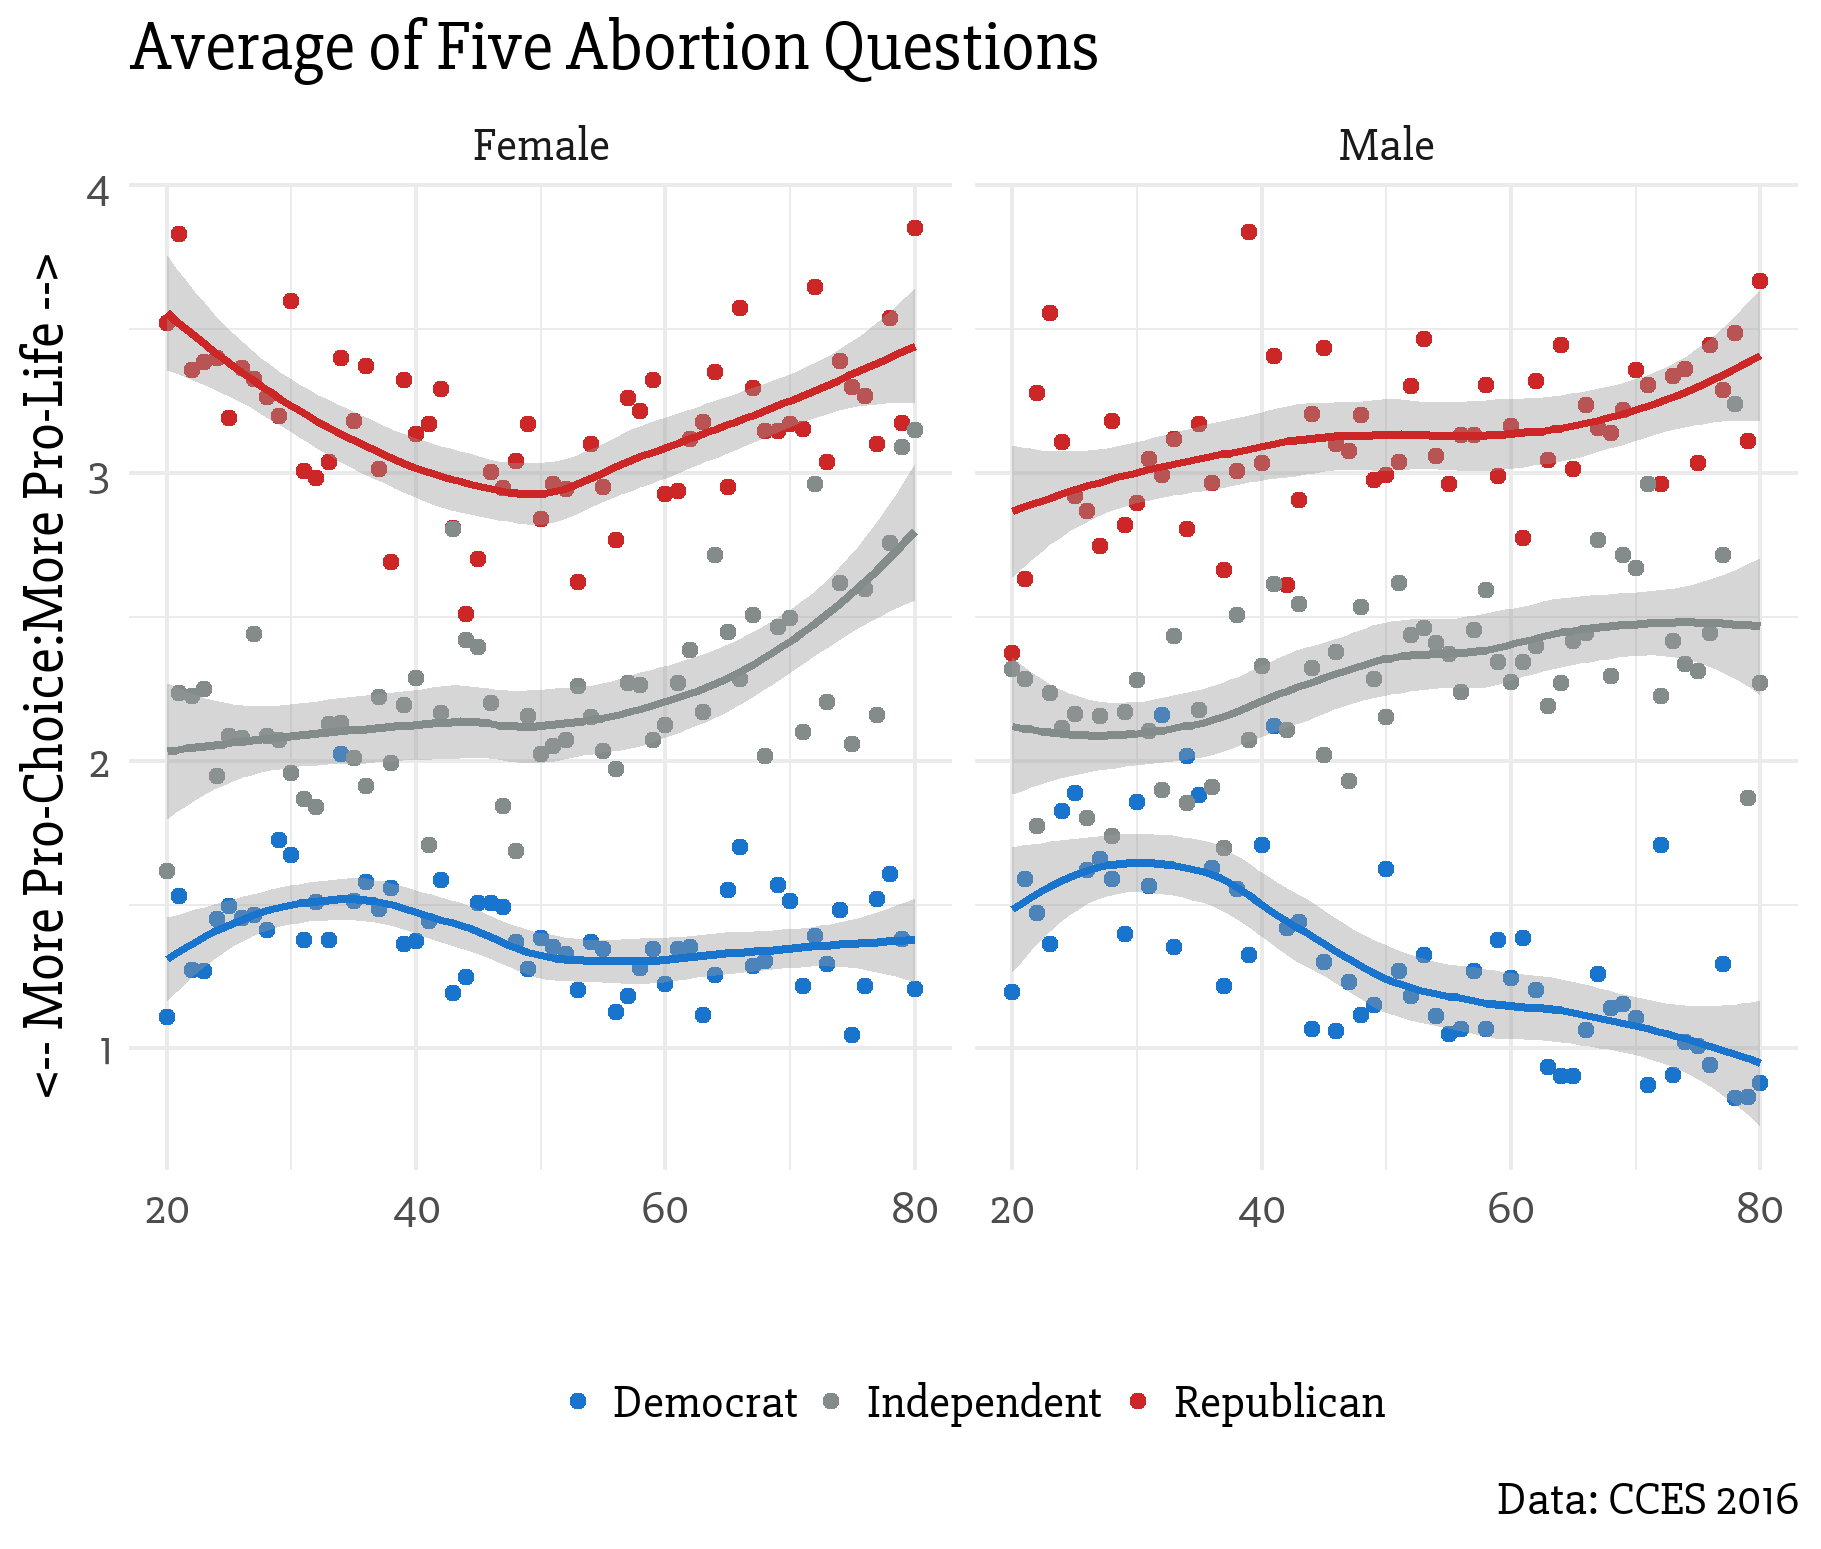 Average of Five Abortion Questions
Female
Male
<-- More Pro-Choice:More Pro-Life -->
4
3
2
1
20 40 60 80
20 40 60 80
Democrat Independent Republican
Data: CCES 2016